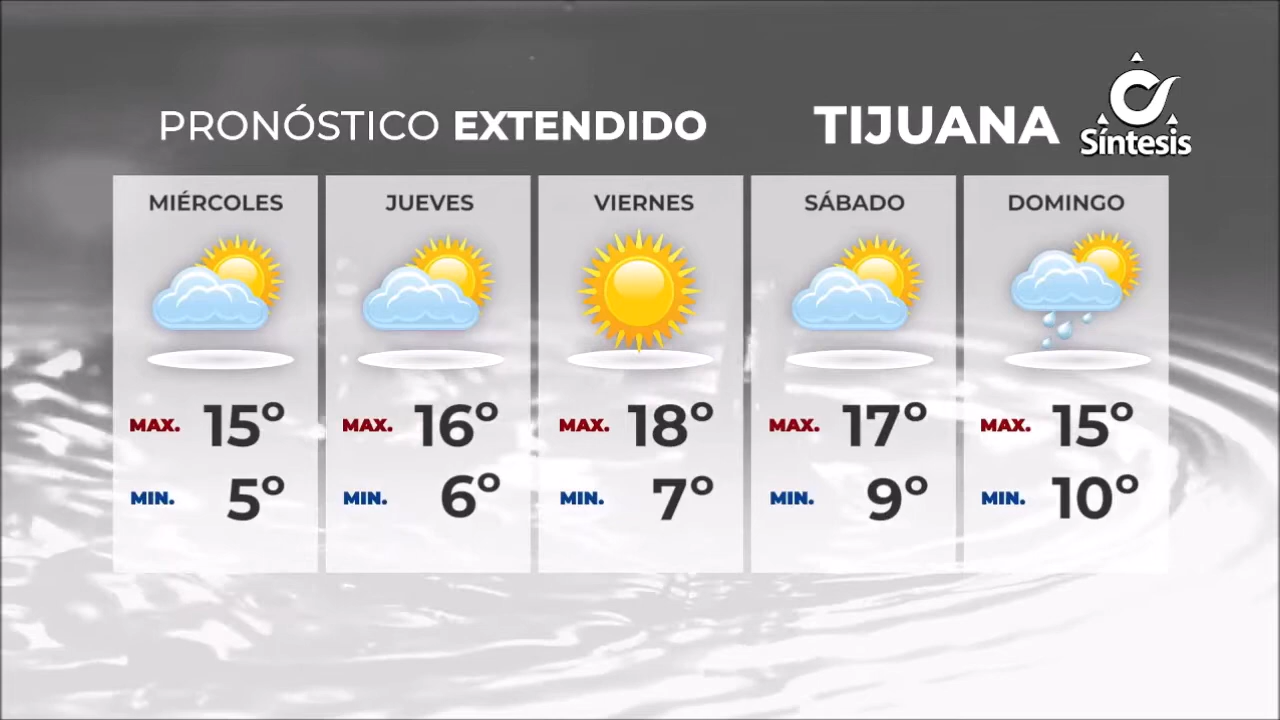 PRONÓSTICO EXTENDIDO
TIJUANA
Síntesis
MIÉRCOLES
MAX. 15°
MIN. 5°
JUEVES
MAX. 16°
MIN. 6°
VIERNES
MAX. 18°
MIN. 7°
SÁBADO
MAX. 17°
MIN. 9°
DOMINGO
MAX. 15°
MIN. 10°